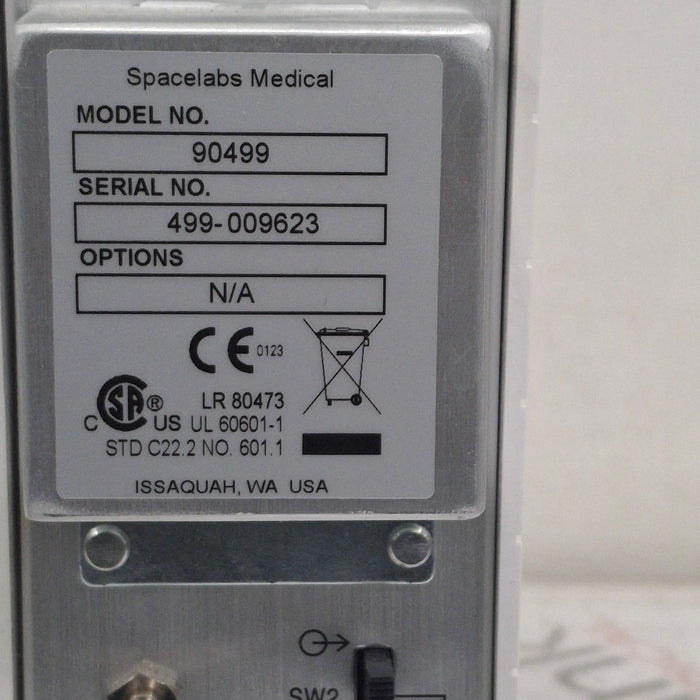 Spacelabs Medical
MODEL NO.
90499
SERIAL NO.
499-009623
OPTIONS
N/A
CE 0123
CSA ® LR 80473
C US UL 60601-1
STD C22.2 NO. 601.1
ISSAQUAH, WA USA
SW2